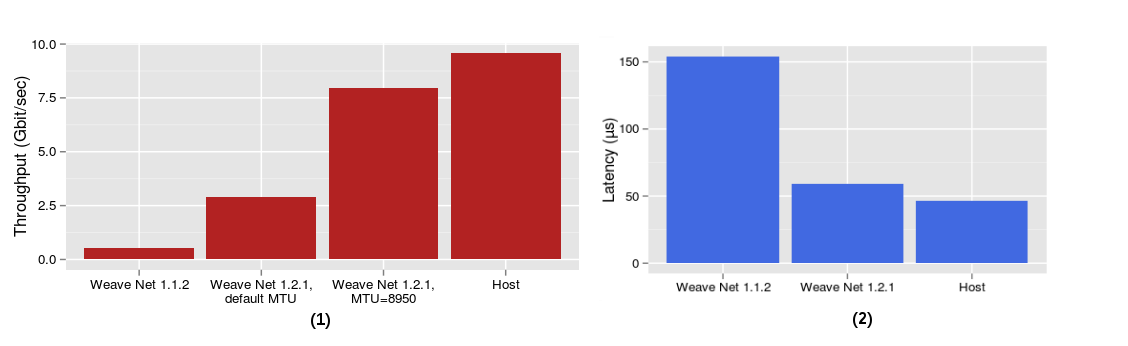 Throughput (Gbit/sec)
10.0
7.5
5.0
2.5
0.0
Weave Net 1.1.2
Weave Net 1.2.1,
default MTU
Weave Net 1.2.1,
MTU=8950
Host
(1)
Latency (µs)
150
100
50
0
Weave Net 1.1.2
Weave Net 1.2.1
Host
(2)